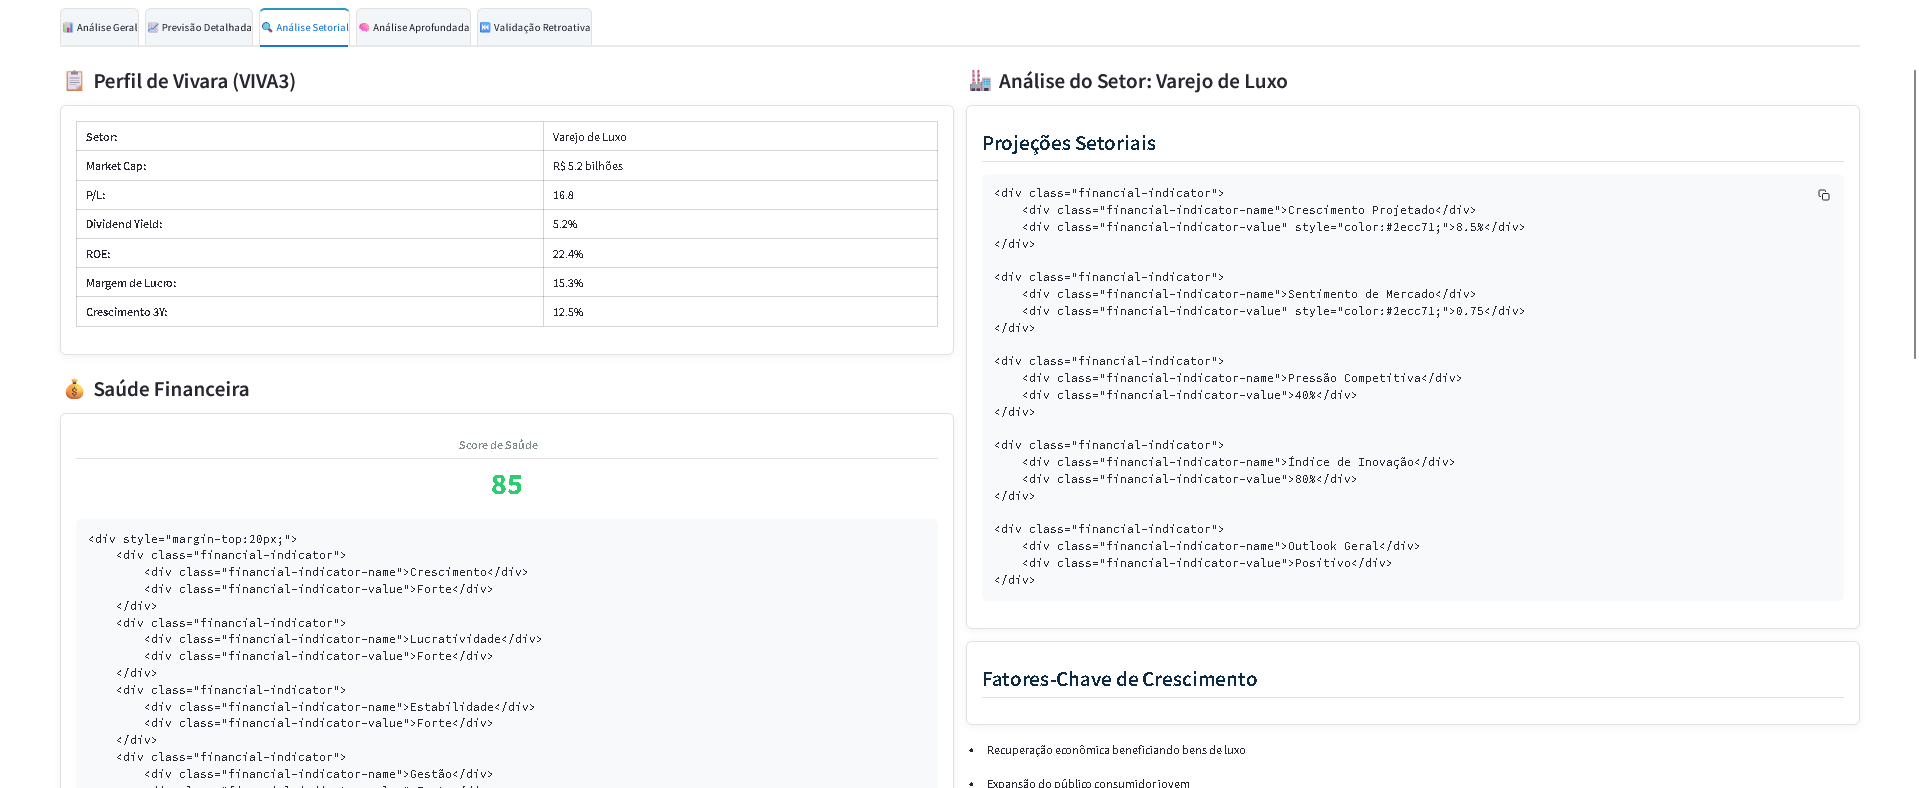 Análise Geral Previsão Detalhada Análise Setorial Análise Aprofundada Validação Retroativa
Perfil de Vivara (VIVA3)
Setor: Varejo de Luxo
Market Cap: R$ 5.2 bilhões
P/L: 16.8
Dividend Yield: 5.2%
ROE: 22.4%
Margem de Lucro: 15.3%
Crescimento 3Y: 12.5%
Saúde Financeira
Score de Saúde
85
<div style="margin-top:20px;">
<div class="financial-indicator">
<div class="financial-indicator-name">Crescimento</div>
<div class="financial-indicator-value">Forte</div>
</div>
<div class="financial-indicator">
<div class="financial-indicator-name">Lucratividade</div>
<div class="financial-indicator-value">Forte</div>
</div>
<div class="financial-indicator">
<div class="financial-indicator-name">Estabilidade</div>
<div class="financial-indicator-value">Forte</div>
</div>
<div class="financial-indicator">
<div class="financial-indicator-name">Gestão</div>
Análise do Setor: Varejo de Luxo
Projeções Setoriais
<div class="financial-indicator">
<div class="financial-indicator-name">Crescimento Projetado</div>
<div class="financial-indicator-value" style="color:#2ecc71;">8.5%</div>
</div>
<div class="financial-indicator">
<div class="financial-indicator-name">Sentimento de Mercado</div>
<div class="financial-indicator-value" style="color:#2ecc71;">0.75</div>
</div>
<div class="financial-indicator">
<div class="financial-indicator-name">Pressão Competitiva</div>
<div class="financial-indicator-value">40%</div>
</div>
<div class="financial-indicator">
<div class="financial-indicator-name">Índice de Inovação</div>
<div class="financial-indicator-value">80%</div>
</div>
<div class="financial-indicator">
<div class="financial-indicator-name">Outlook Geral</div>
<div class="financial-indicator-value">Positivo</div>
</div>
Fatores-Chave de Crescimento
• Recuperação econômica beneficiando bens de luxo
• Expansão do público consumidor jovem